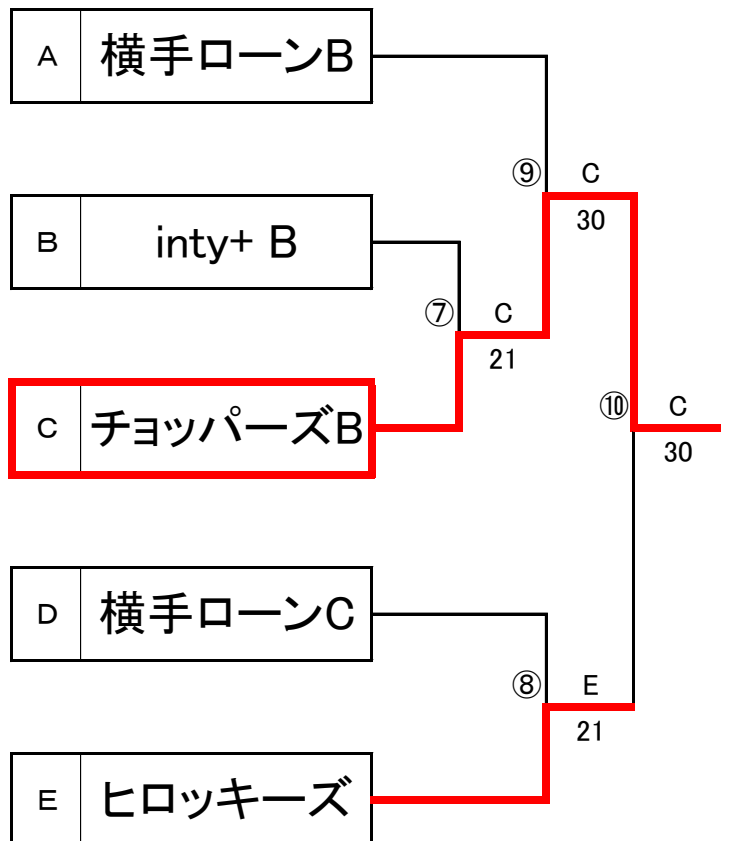 A 横手ローンB
⑨ C
30
B inty+ B
⑦ C
21
C チョッパーズB
⑩ C
30
D 横手ローンC
⑧ E
21
E ヒロッキーズ